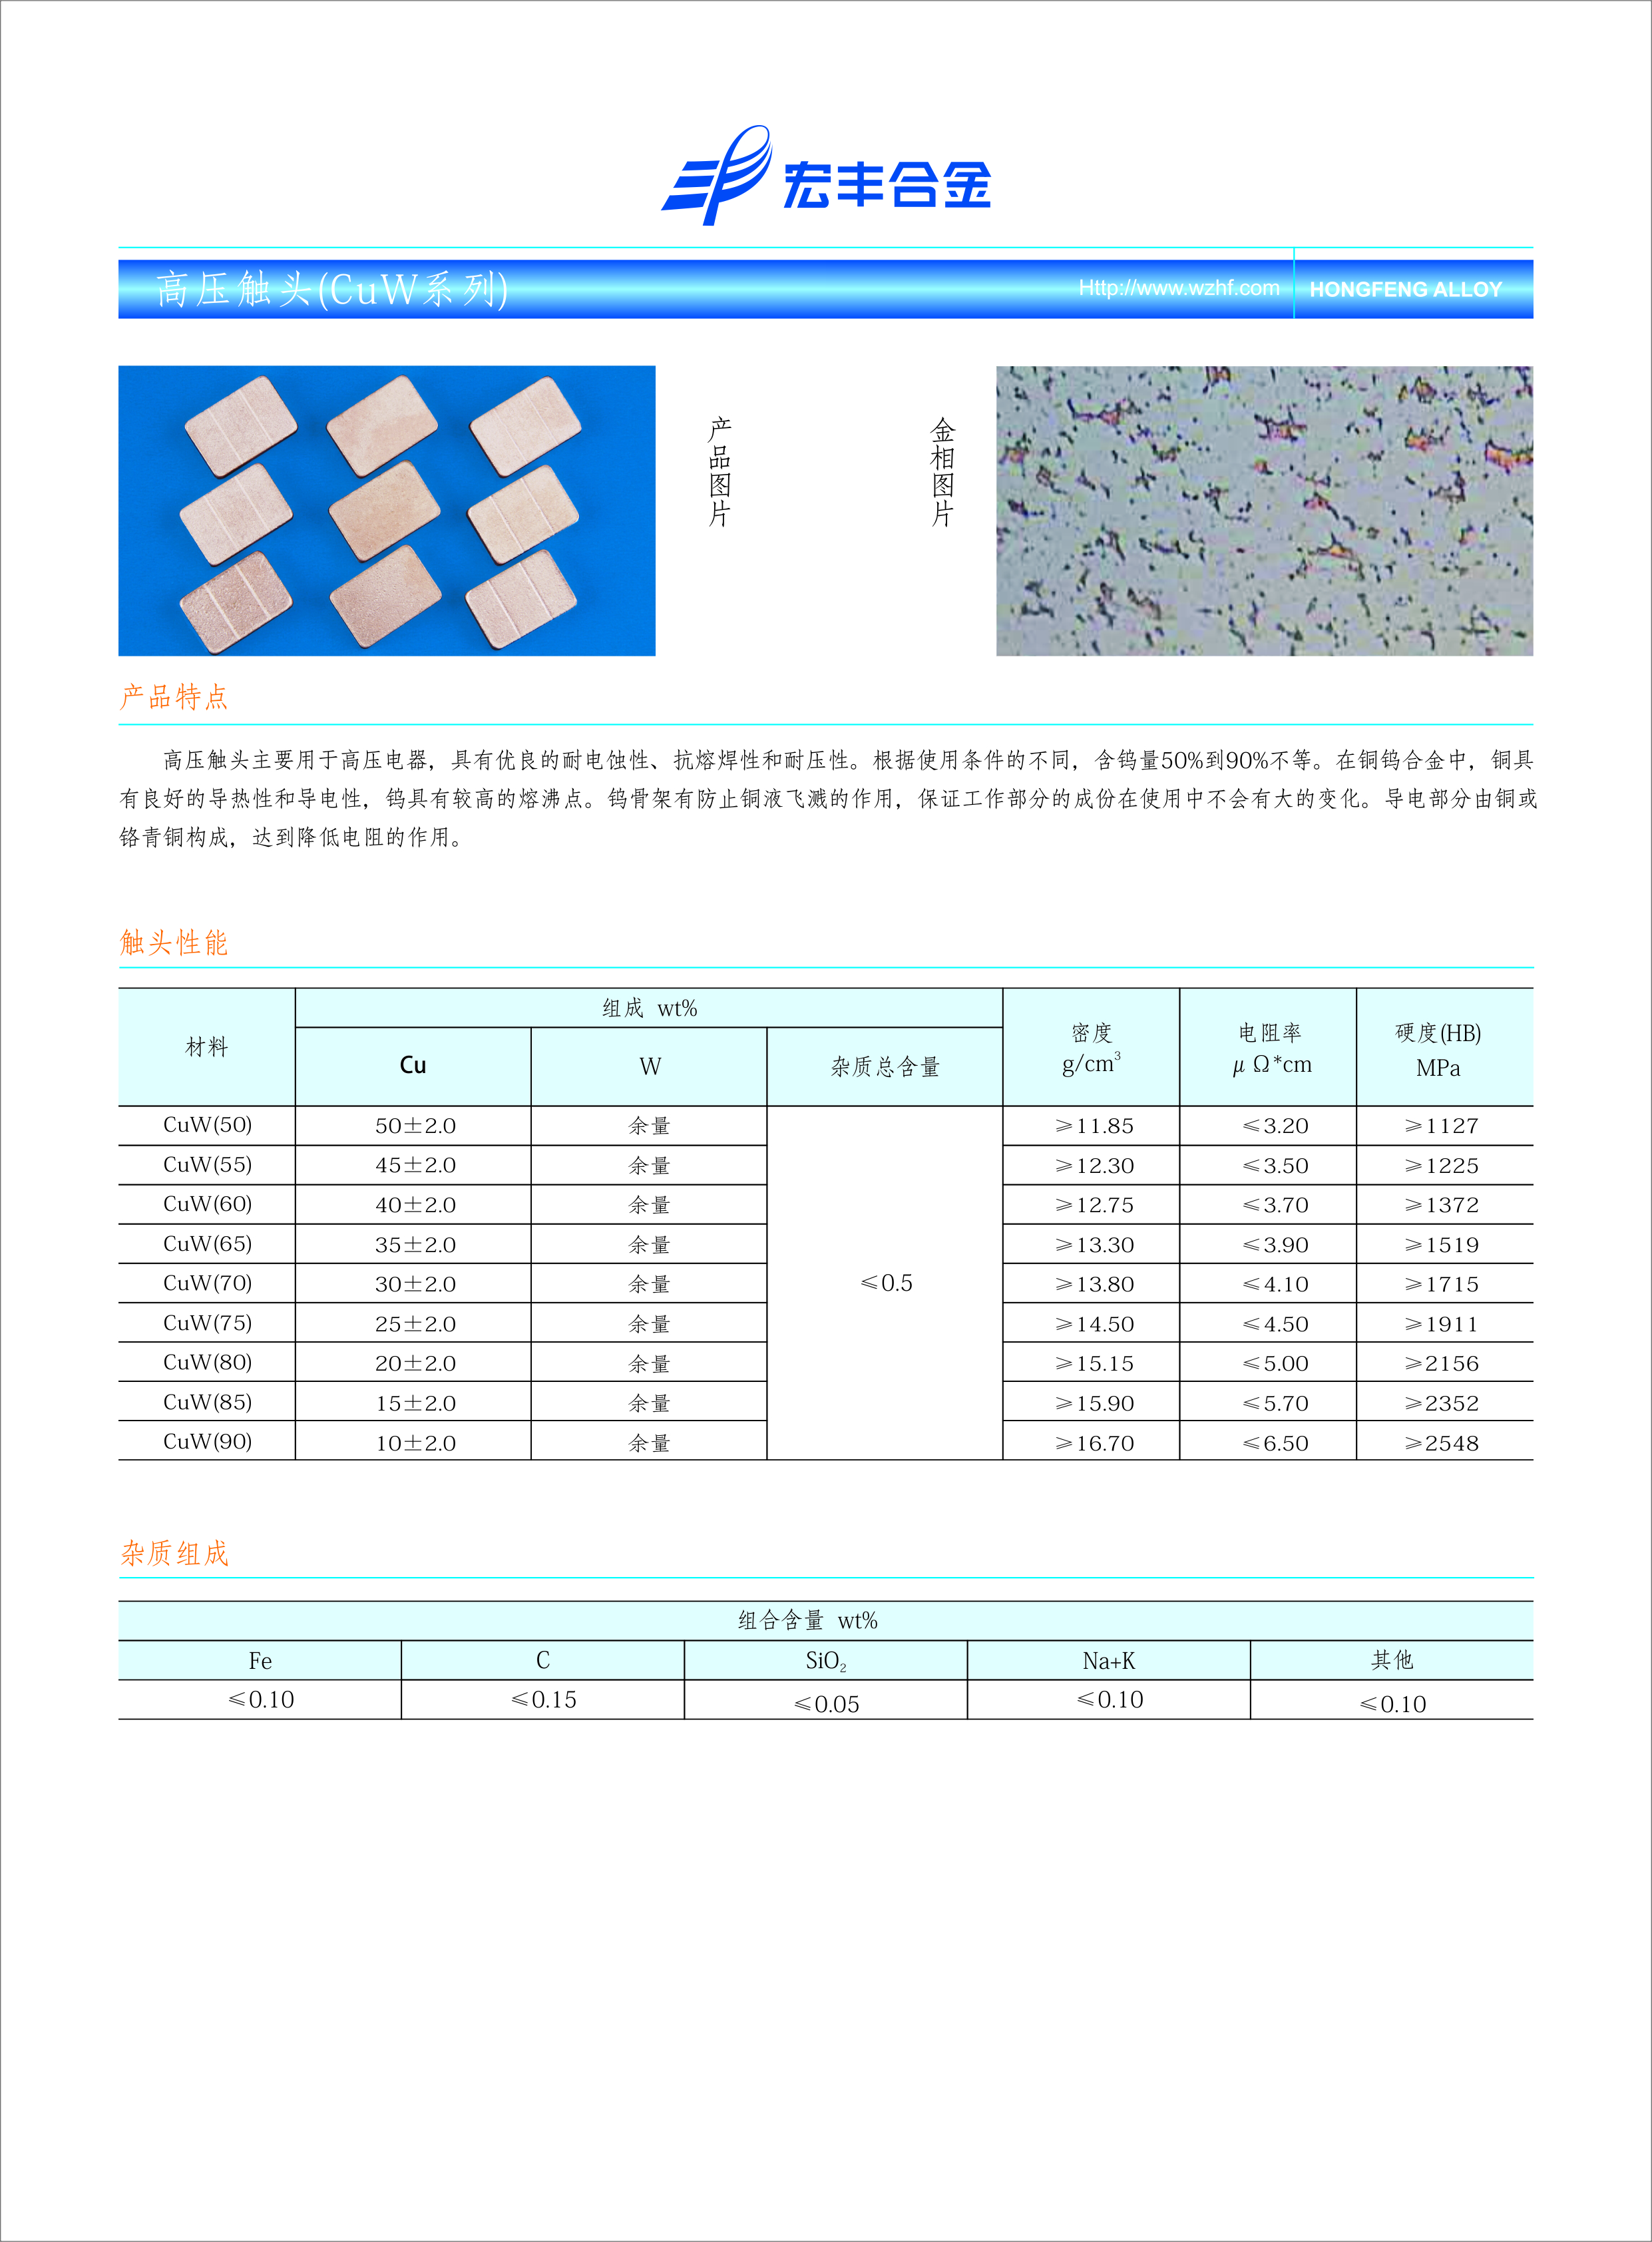 宏丰合金
高压触头(CuW系列)
Http://www.wzhf.com
HONGFENG ALLOY
产品图片
金相图片
产品特点
高压触头主要用于高压电器，具有优良的耐电蚀性、抗熔焊性和耐压性。根据使用条件的不同，含钨量50%到90%不等。在铜钨合金中，铜具
有良好的导热性和导电性，钨具有较高的熔沸点。钨骨架有防止铜液飞溅的作用，保证工作部分的成份在使用中不会有大的变化。导电部分由铜或
铬青铜构成，达到降低电阻的作用。
触头性能
材料 组成 wt% 密度 g/cm³ 电阻率 μΩ*cm 硬度(HB) MPa
Cu W 杂质总含量
CuW(50) 50±2.0 余量 ≥11.85 ≤3.20 ≥1127
CuW(55) 45±2.0 余量 ≥12.30 ≤3.50 ≥1225
CuW(60) 40±2.0 余量 ≥12.75 ≤3.70 ≥1372
CuW(65) 35±2.0 余量 ≥13.30 ≤3.90 ≥1519
CuW(70) 30±2.0 余量 ≤0.5 ≥13.80 ≤4.10 ≥1715
CuW(75) 25±2.0 余量 ≥14.50 ≤4.50 ≥1911
CuW(80) 20±2.0 余量 ≥15.15 ≤5.00 ≥2156
CuW(85) 15±2.0 余量 ≥15.90 ≤5.70 ≥2352
CuW(90) 10±2.0 余量 ≥16.70 ≤6.50 ≥2548
杂质组成
组合含量 wt%
Fe C SiO₂ Na+K 其他
≤0.10 ≤0.15 ≤0.05 ≤0.10 ≤0.10